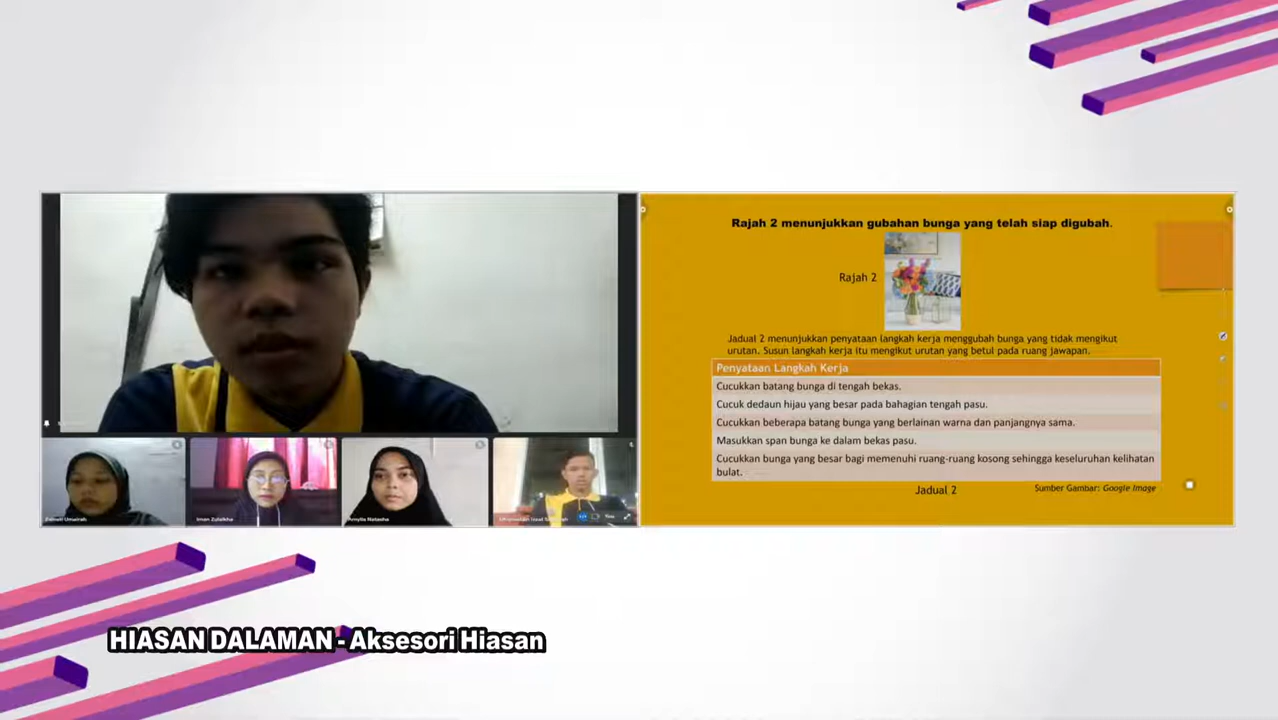 Rajah 2 menunjukkan gubahan bunga yang telah siap digubah.
Rajah 2
Jadual 2 menunjukkan penyataan langkah kerja menggubah bunga yang tidak mengikut
urutan. Susun langkah kerja itu mengikut urutan yang betul pada ruang jawapan.
Penyataan Langkah Kerja
Cucukkan batang bunga di tengah bekas.
Cucuk dedaun hijau yang besar pada bahagian tengah pasu.
Cucukkan beberapa batang bunga yang berlainan warna dan panjangnya sama.
Masukkan span bunga ke dalam bekas pasu.
Cucukkan bunga yang besar bagi memenuhi ruang-ruang kosong sehingga keseluruhan kelihatan
bulat.
Jadual 2
Sumber Gambar: Google Image
Iman Zulaikha
Amylia Natasha
HIASAN DALAMAN - Aksesori Hiasan